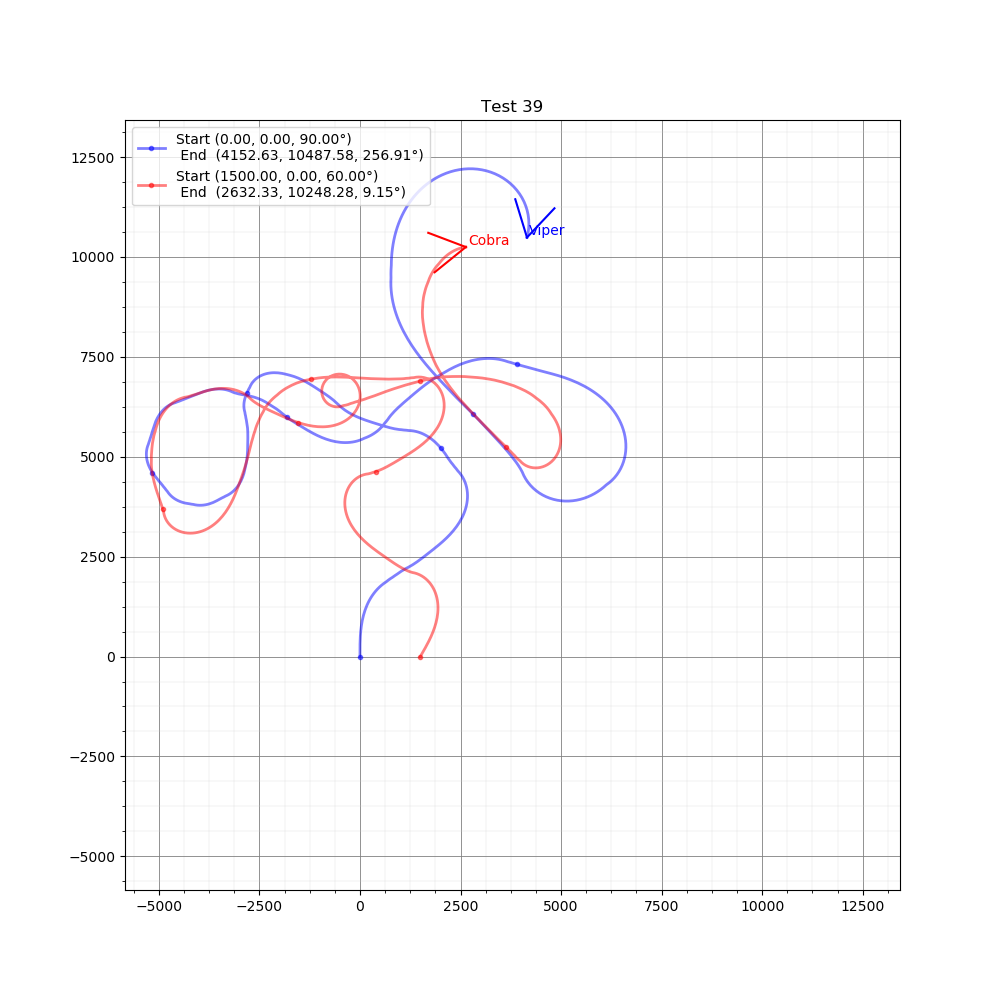 Test 39
Start (0.00, 0.00, 90.00°)
End (4152.63, 10487.58, 256.91°)
Start (1500.00, 0.00, 60.00°)
End (2632.33, 10248.28, 9.15°)
12500
10000
7500
5000
2500
0
−2500
−5000
Viper
Cobra
−5000 −2500 0 2500 5000 7500 10000 12500